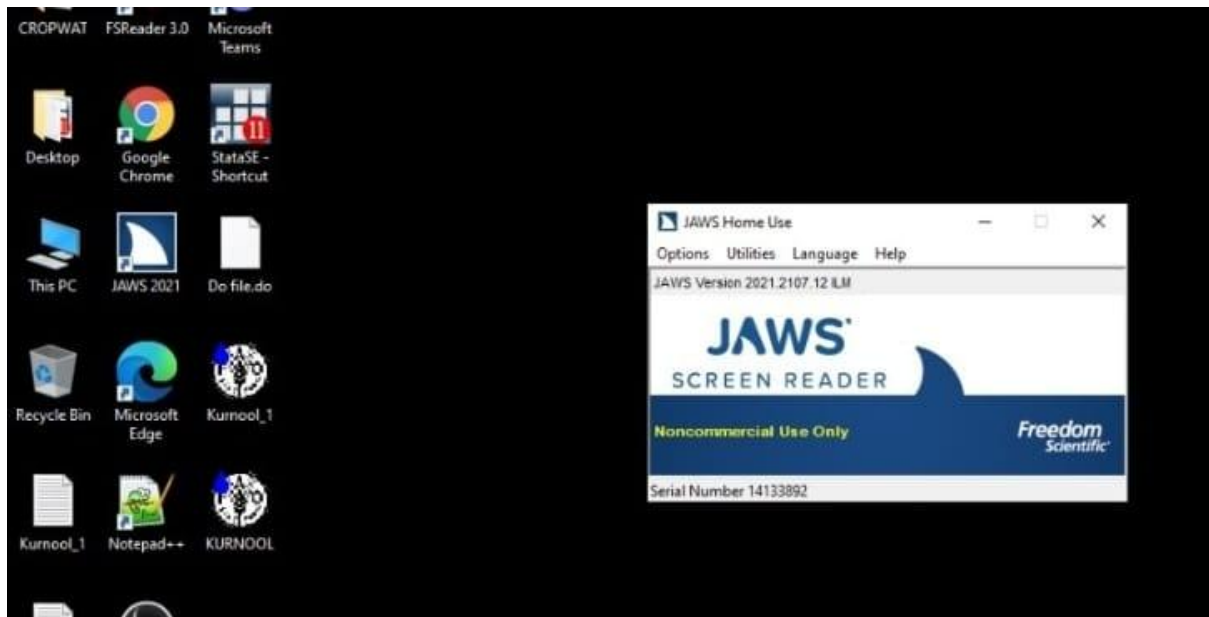 CROPWAT
FSReader 3.0
Microsoft
Teams
Desktop
Google
Chrome
StataSE -
Shortcut
11
This PC
JAWS 2021
Do file.do
Recycle Bin
Microsoft
Edge
Kurnool_1
Kurnool_1
Notepad++
KURNOOL
JAWS Home Use
Options Utilities Language Help
JAWS Version 2021.2107.12 ILM
JAWS
SCREEN READER
Noncommercial Use Only
Freedom
Scientific
Serial Number 14133892